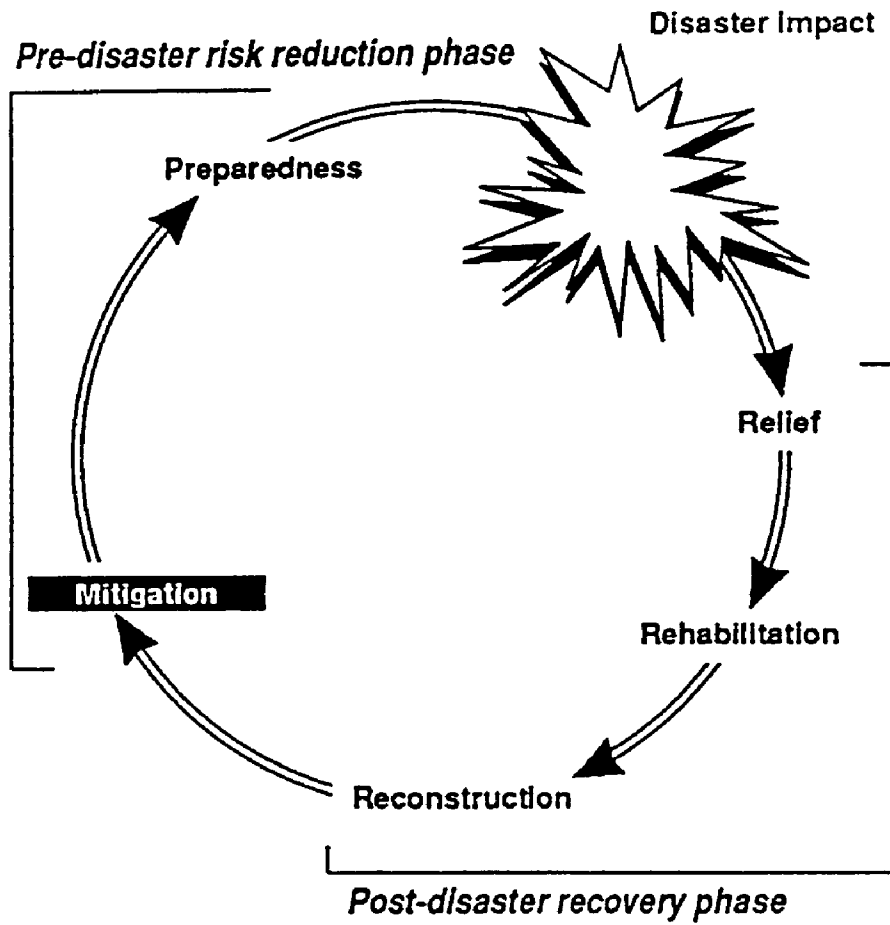 Disaster impact
Pre-disaster risk reduction phase
Preparedness
Relief
Mitigation
Rehabilitation
Reconstruction
Post-disaster recovery phase